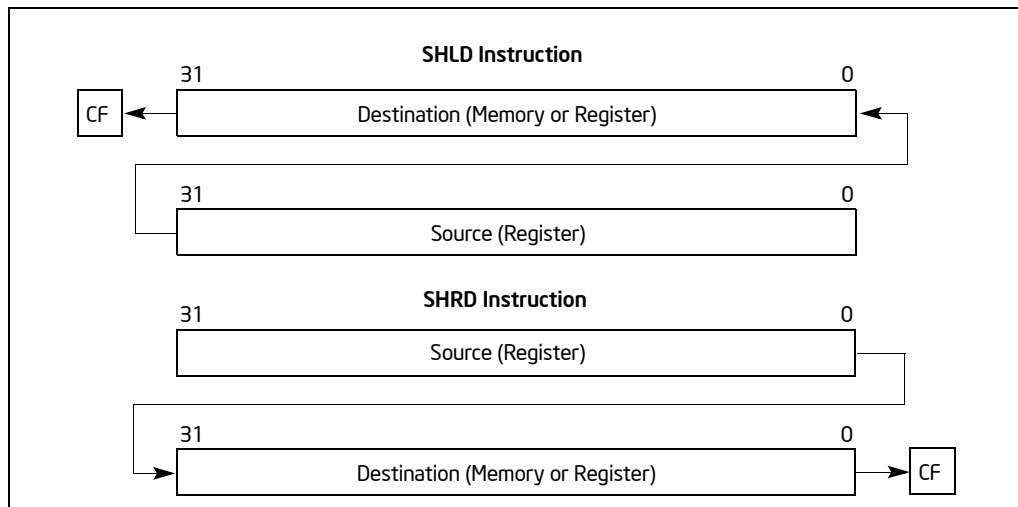 SHLD Instruction
31 0
CF Destination (Memory or Register)
31 0
Source (Register)
SHRD Instruction
31 0
Source (Register)
31 0
Destination (Memory or Register) CF